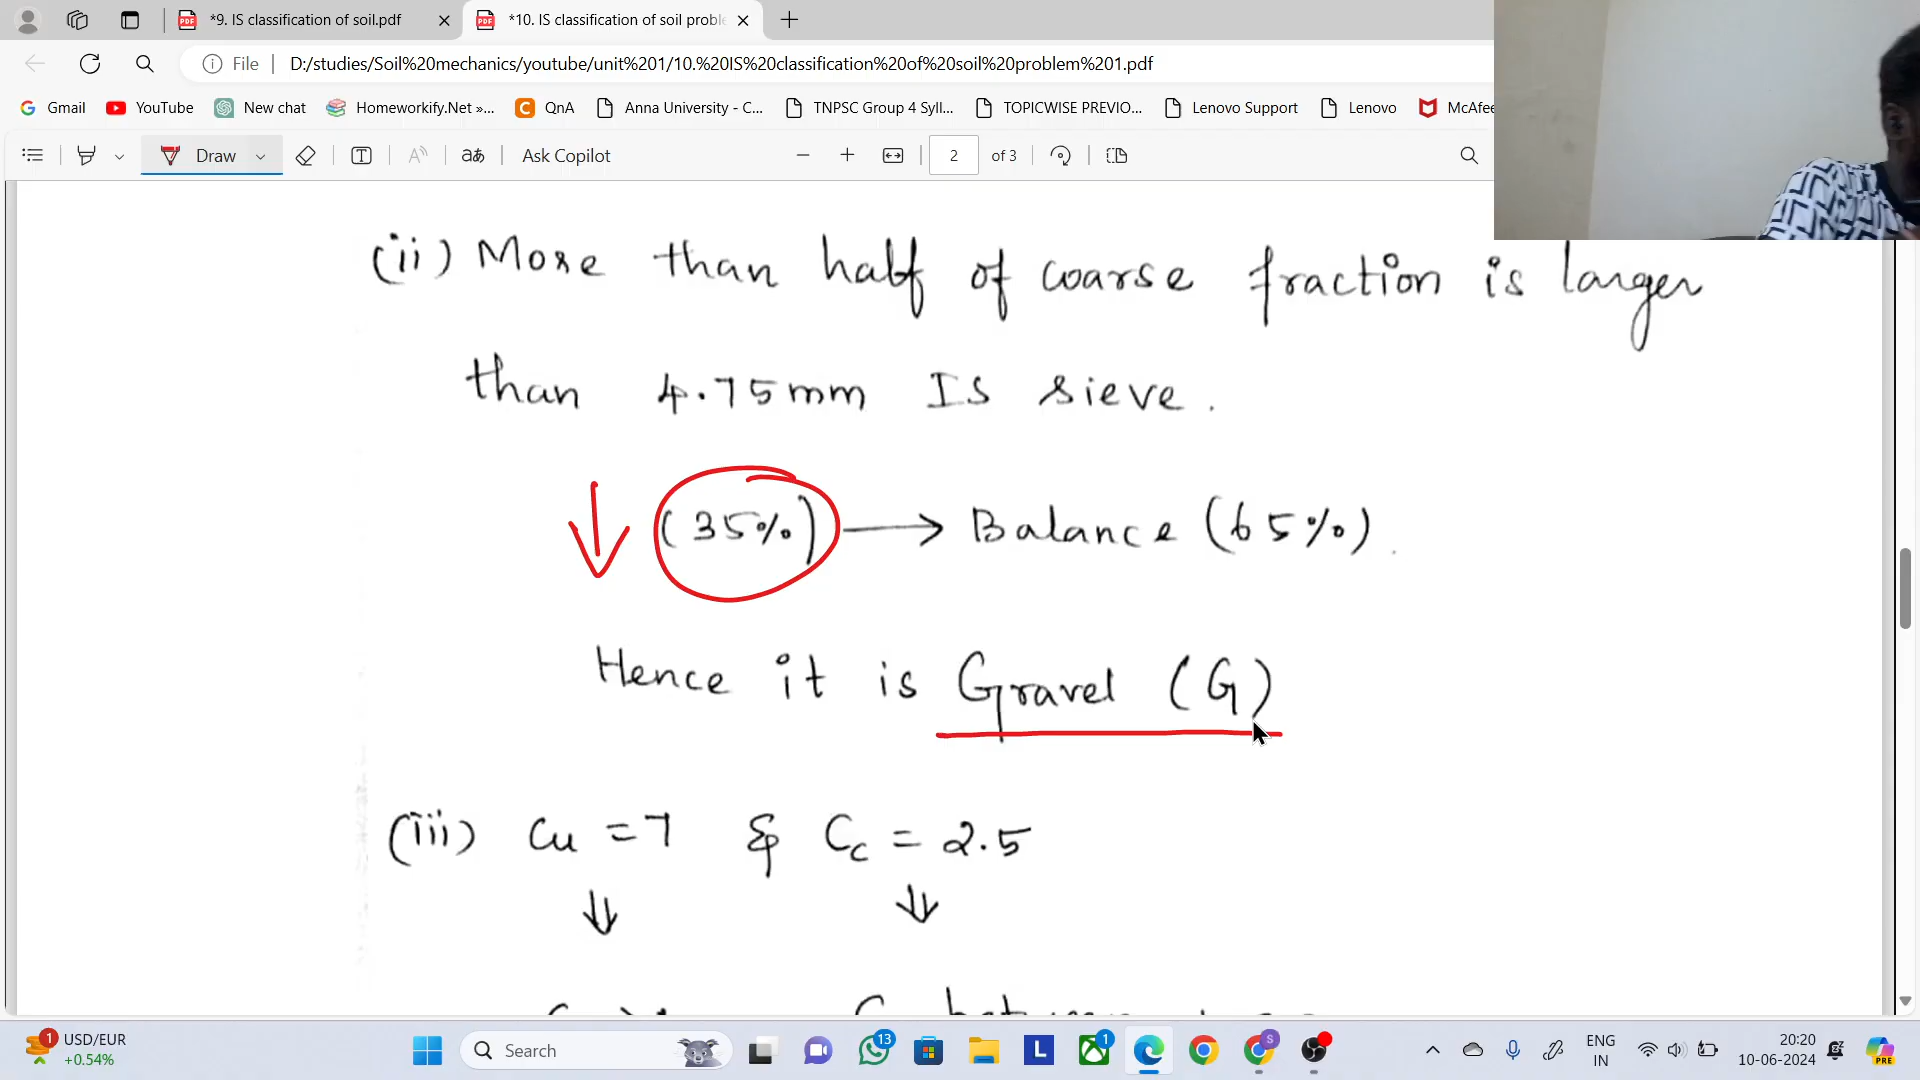 *9. IS classification of soil.pdf
*10. IS classification of soil proble
File
D:/studies/Soil%20mechanics/youtube/unit%201/10.%20IS%20classification%20of%20soil%20problem%201.pdf
Gmail
YouTube
New chat
Homeworkify.Net »...
QnA
Anna University - C...
TNPSC Group 4 Syll...
TOPICWISE PREVIO...
Lenovo Support
Lenovo
McAfee
Draw
Ask Copilot
2 of 3
(ii) More than half of coarse fraction is larger
than 4.75mm IS sieve.
(35%) → Balance (65%).
Hence it is Gravel (G)
(iii) Cu = 7 & Cc = 2.5
USD/EUR
+0.54%
Search
13
1
ENG
IN
20:20
10-06-2024